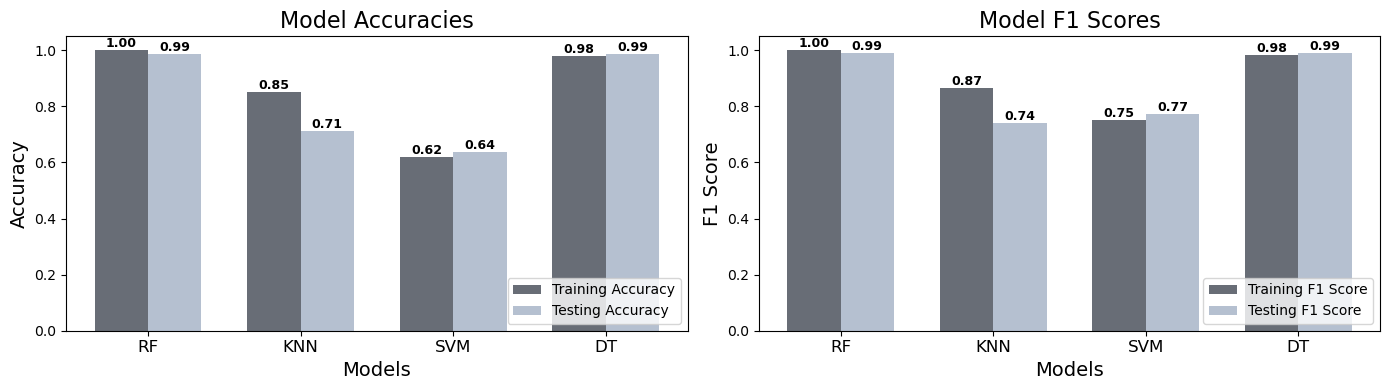 Model Accuracies
Accuracy
1.0
0.8
0.6
0.4
0.2
0.0
1.00
0.99
0.85
0.71
0.62
0.64
0.98
0.99
Training Accuracy
Testing Accuracy
RF
KNN
SVM
DT
Models
Model F1 Scores
F1 Score
1.0
0.8
0.6
0.4
0.2
0.0
1.00
0.99
0.87
0.74
0.75
0.77
0.98
0.99
Training F1 Score
Testing F1 Score
RF
KNN
SVM
DT
Models